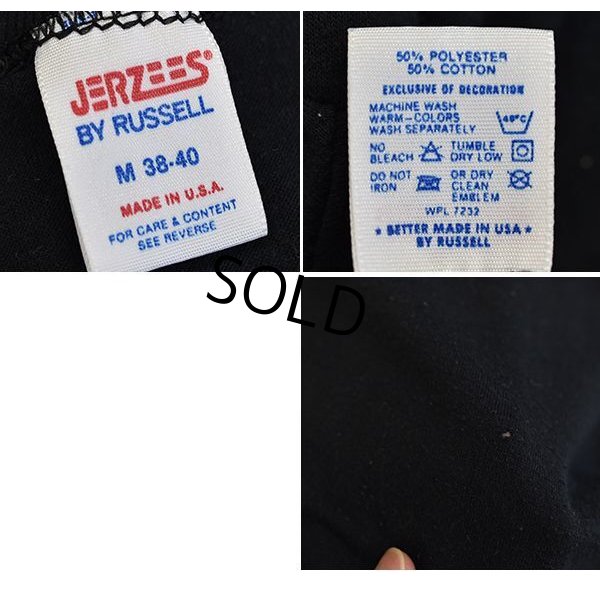 JERZEES®
BY RUSSELL
M 38-40
MADE IN U.S.A.
FOR CARE & CONTENT
SEE REVERSE
50% POLYESTER
50% COTTON
EXCLUSIVE OF DECORATION
MACHINE WASH
WARM-COLORS
WASH SEPARATELY
40°C
NO
BLEACH
TUMBLE
DRY LOW
DO NOT
IRON
OR DRY
CLEAN
EMBLEM
WPL 7232
★ BETTER MADE IN USA ★
BY RUSSELL
SOLD